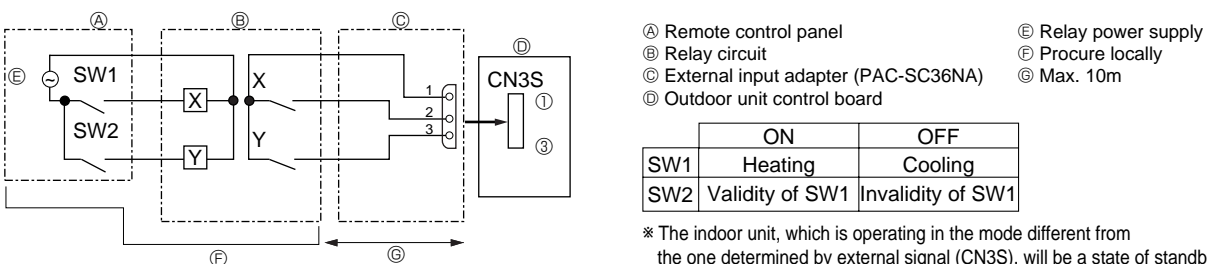 Ⓐ Ⓑ Ⓒ
Ⓓ
Ⓔ SW1 X CN3S
X 1 ①
SW2 2
Y 3
Y ③
Ⓕ Ⓖ
Ⓐ Remote control panel
Ⓑ Relay circuit
Ⓒ External input adapter (PAC-SC36NA)
Ⓓ Outdoor unit control board
Ⓔ Relay power supply
Ⓕ Procure locally
Ⓖ Max. 10m
ON OFF
SW1 Heating Cooling
SW2 Validity of SW1 Invalidity of SW1
※ The indoor unit, which is operating in the mode different from
the one determined by external signal (CN3S), will be a state of standb